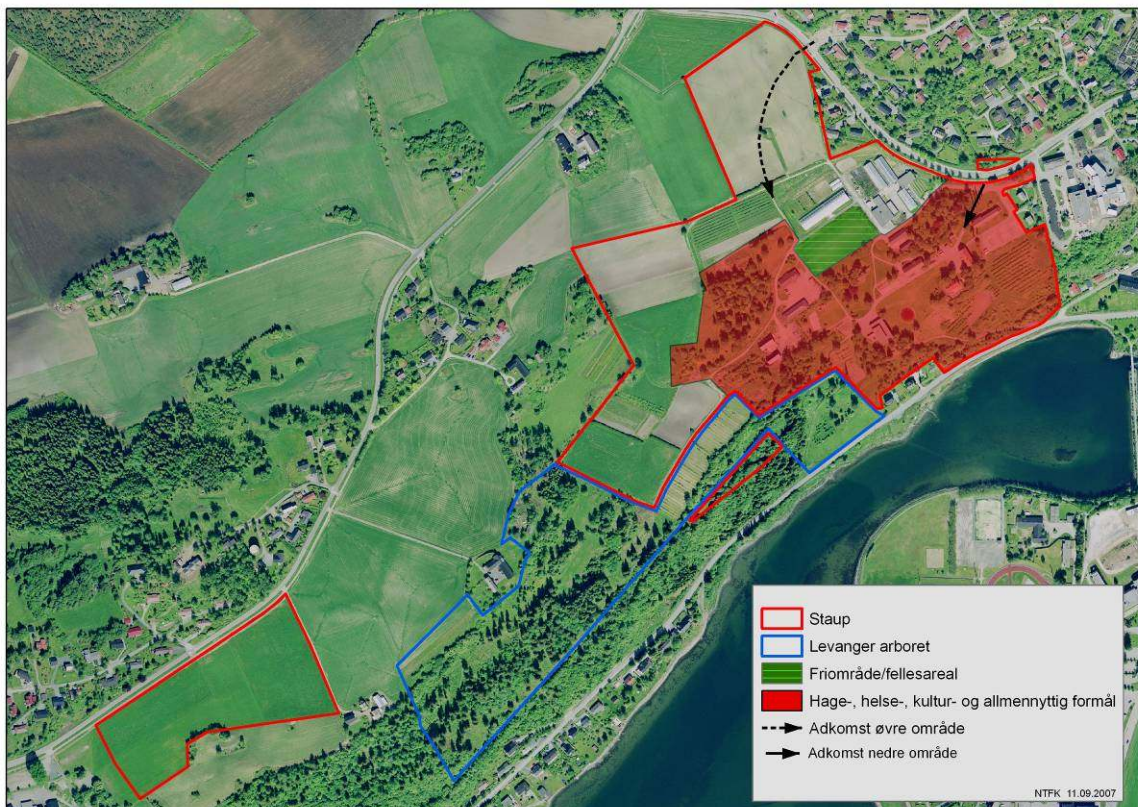 Staup
Levanger arboret
Friområde/fellesareal
Hage-, helse-, kultur- og allmennyttig formål
Adkomst øvre område
Adkomst nedre område
NTFK 11.09.2007